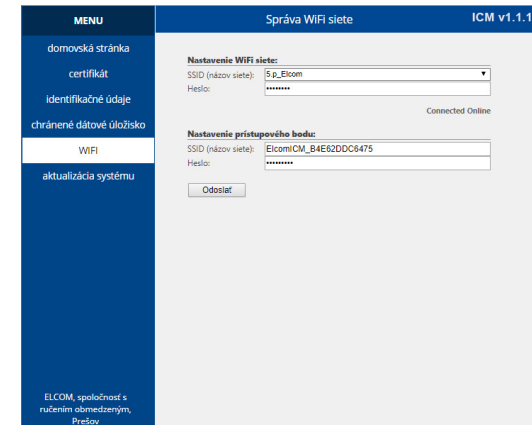 MENU
Správa WiFi siete
ICM v1.1.1
domovská stránka
certifikát
identifikačné údaje
chránené dátové úložisko
WIFI
aktualizácia systému
Nastavenie WiFi siete:
SSID (názov siete): 5.p_Elcom
Heslo: ••••••••
Connected Online
Nastavenie prístupového bodu:
SSID (názov siete): ElcomICM_B4E62DDC6475
Heslo: •••••••••
Odoslať
ELCOM, spoločnosť s
ručením obmedzeným,
Prešov